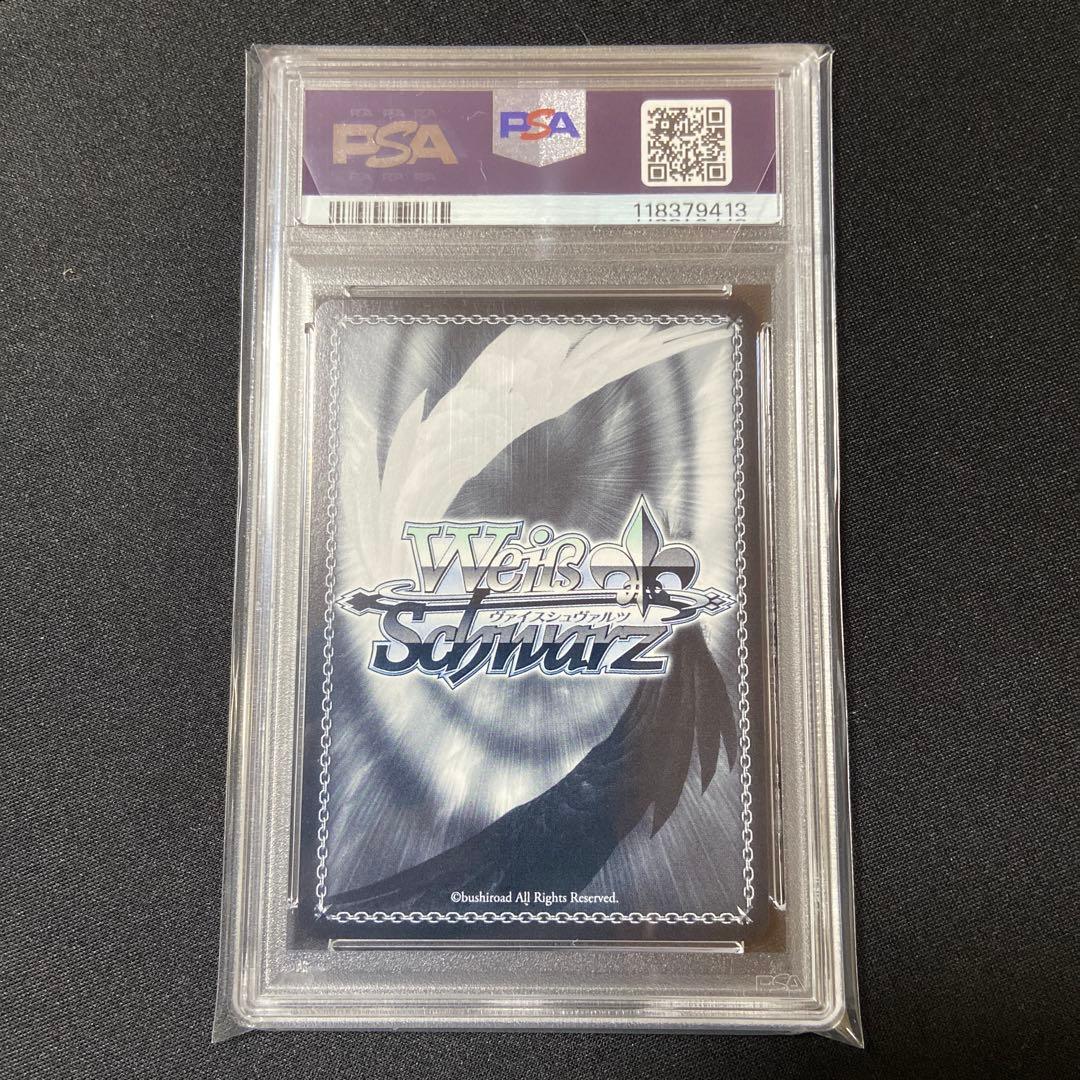 PSA
PSA
118379413
Weiß
ヴァイスシュヴァルツ
Schwarz
©bushiroad All Rights Reserved.
PSA